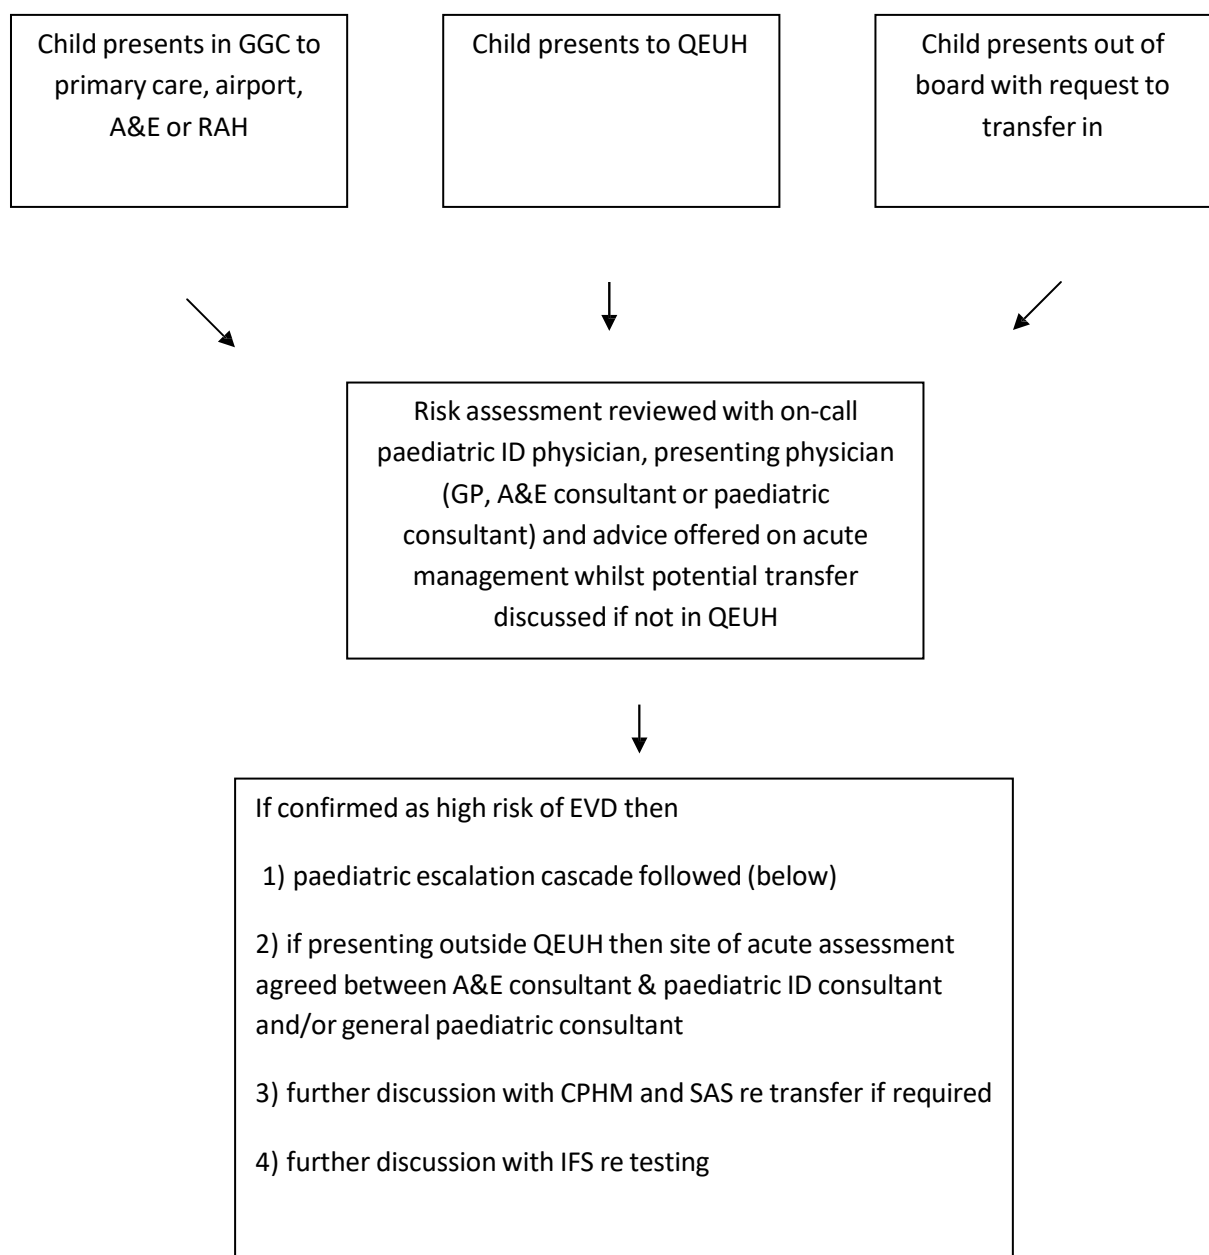 Child presents in GGC to
primary care, airport,
A&E or RAH
Child presents to QEUH
Child presents out of
board with request to
transfer in
Risk assessment reviewed with on-call
paediatric ID physician, presenting physician
(GP, A&E consultant or paediatric
consultant) and advice offered on acute
management whilst potential transfer
discussed if not in QEUH
If confirmed as high risk of EVD then
1) paediatric escalation cascade followed (below)
2) if presenting outside QEUH then site of acute assessment
agreed between A&E consultant & paediatric ID consultant
and/or general paediatric consultant
3) further discussion with CPHM and SAS re transfer if required
4) further discussion with IFS re testing